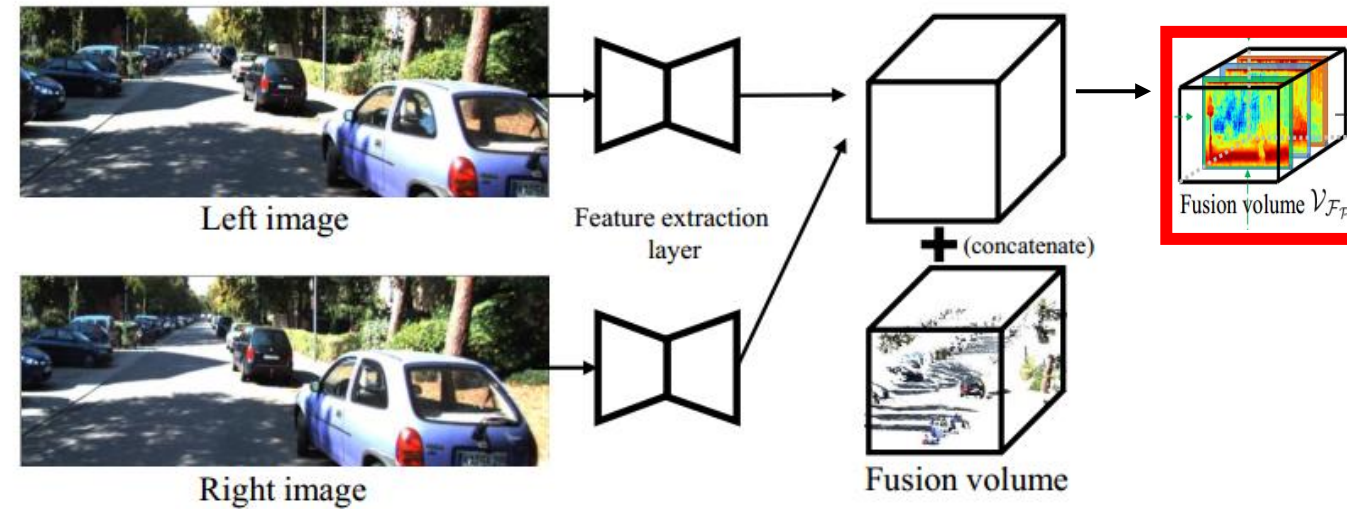 Left image
Feature extraction
layer
+ (concatenate)
Fusion volume 𝒱
Right image
Fusion volume